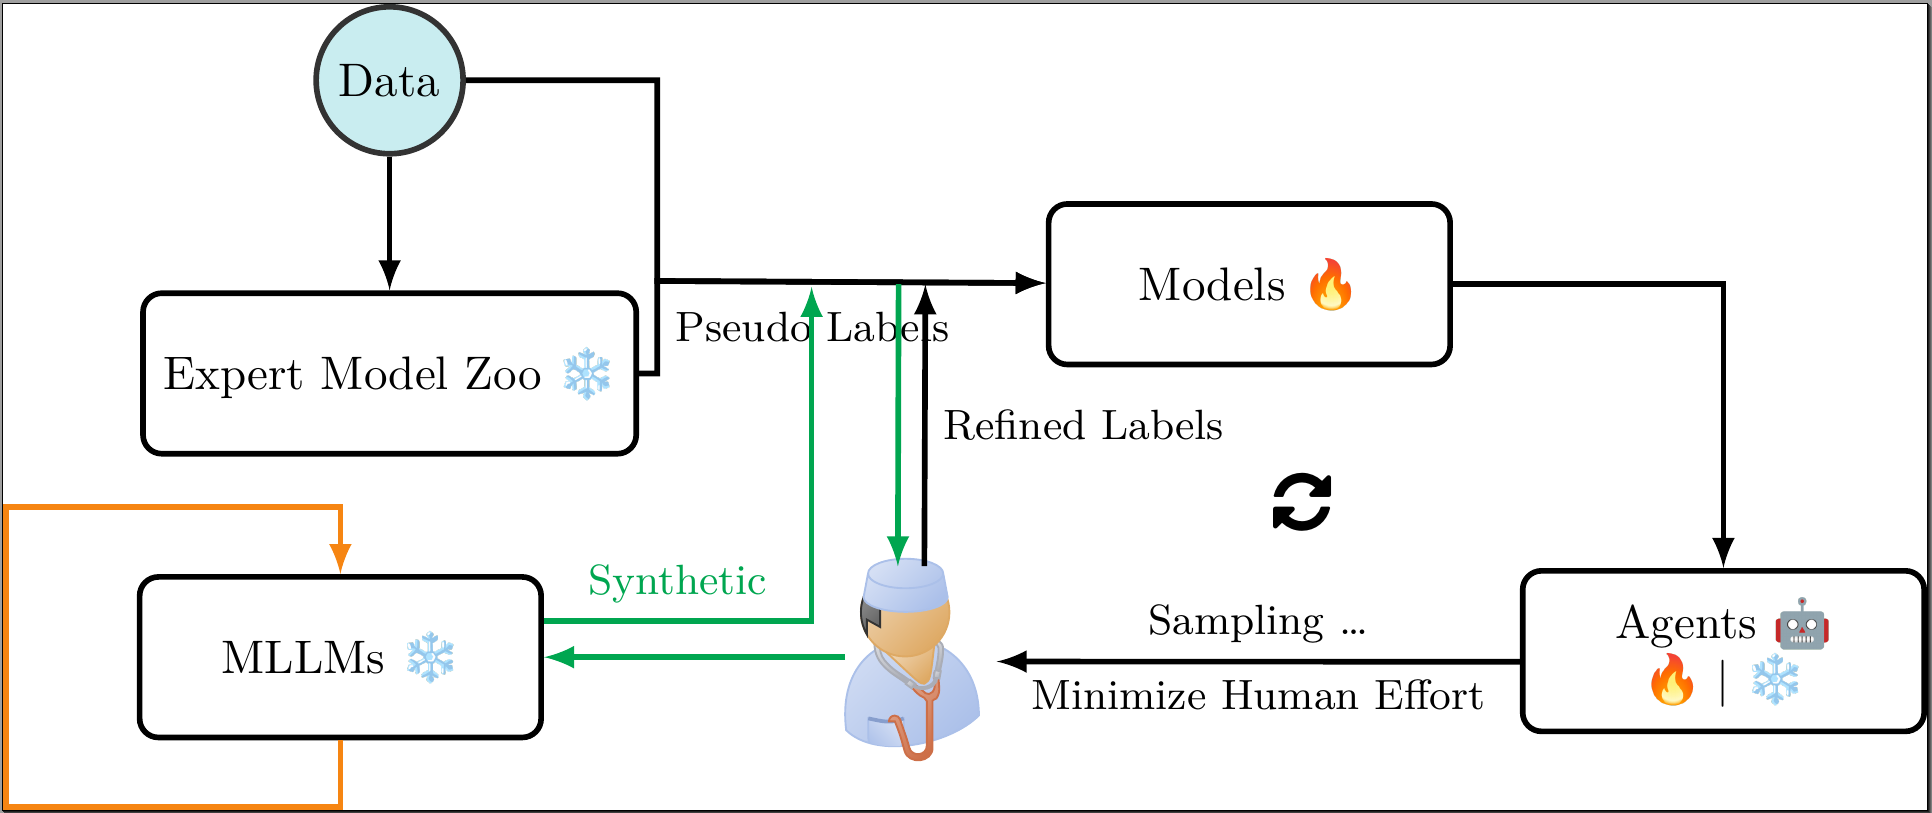 Data
Models 🔥
Pseudo Labels
Expert Model Zoo ❄️
Refined Labels
Synthetic
MLLMs ❄️
Sampling ...
Minimize Human Effort
Agents 🤖
🔥 | ❄️